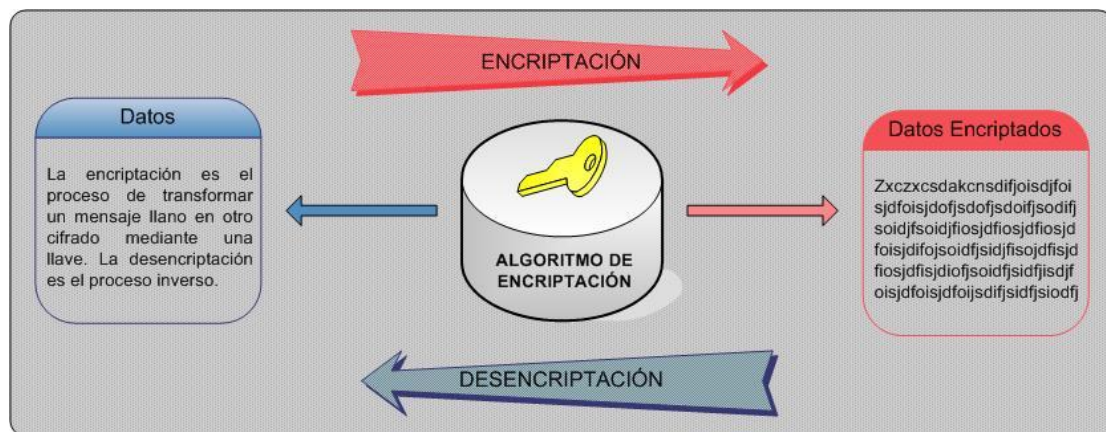 ENCRIPTACIÓN
Datos
La encriptación es el
proceso de transformar
un mensaje llano en otro
cifrado mediante una
llave. La desencriptación
es el proceso inverso.
ALGORITMO DE
ENCRIPTACIÓN
Datos Encriptados
Zxczxcsdakcnsdifjoisdjfoi
sjdfoisjdofjsdofjsdoifjsodifj
soidjfsoidjfiosjdfiosjdfiosjd
foisjdifojsoidfjsidjfisojdfisjd
fiosjdfisjdiofjsoidfjsidfjisdjf
oisjdfoisjdfoijsdifjsidfjsiodfj
DESENCRIPTACIÓN